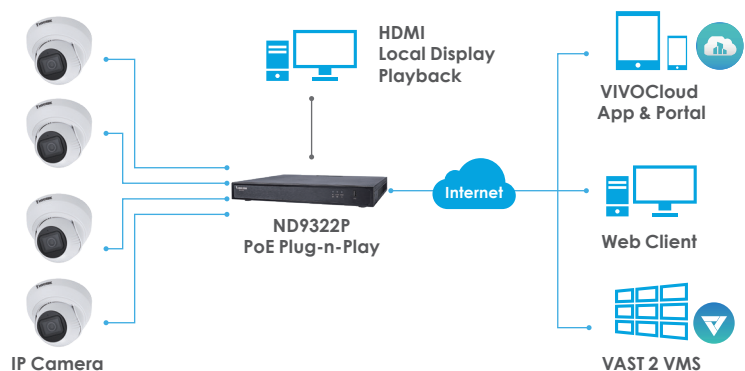 HDMI
Local Display
Playback
VIVOCloud
App & Portal
Internet
ND9322P
PoE Plug-n-Play
Web Client
IP Camera
VAST 2 VMS